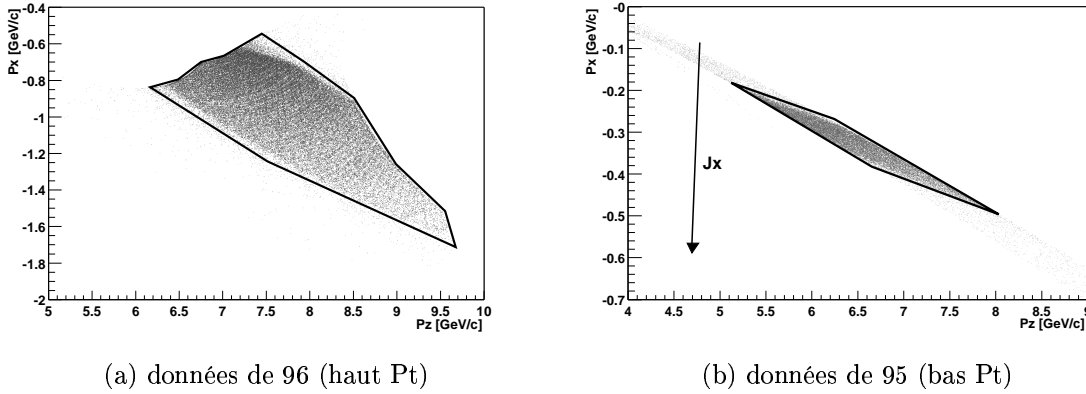 Px [GeV/c]
-0.4
-0.6
-0.8
-1
-1.2
-1.4
-1.6
-1.8
-2
5 5.5 6 6.5 7 7.5 8 8.5 9 9.5 10
Pz [GeV/c]
(a) données de 96 (haut Pt)
Px [GeV/c]
-0
-0.1
-0.2
-0.3
-0.4
-0.5
-0.6
-0.7
Jx
4 4.5 5 5.5 6 6.5 7 7.5 8 8.5 9
Pz [GeV/c]
(b) données de 95 (bas Pt)